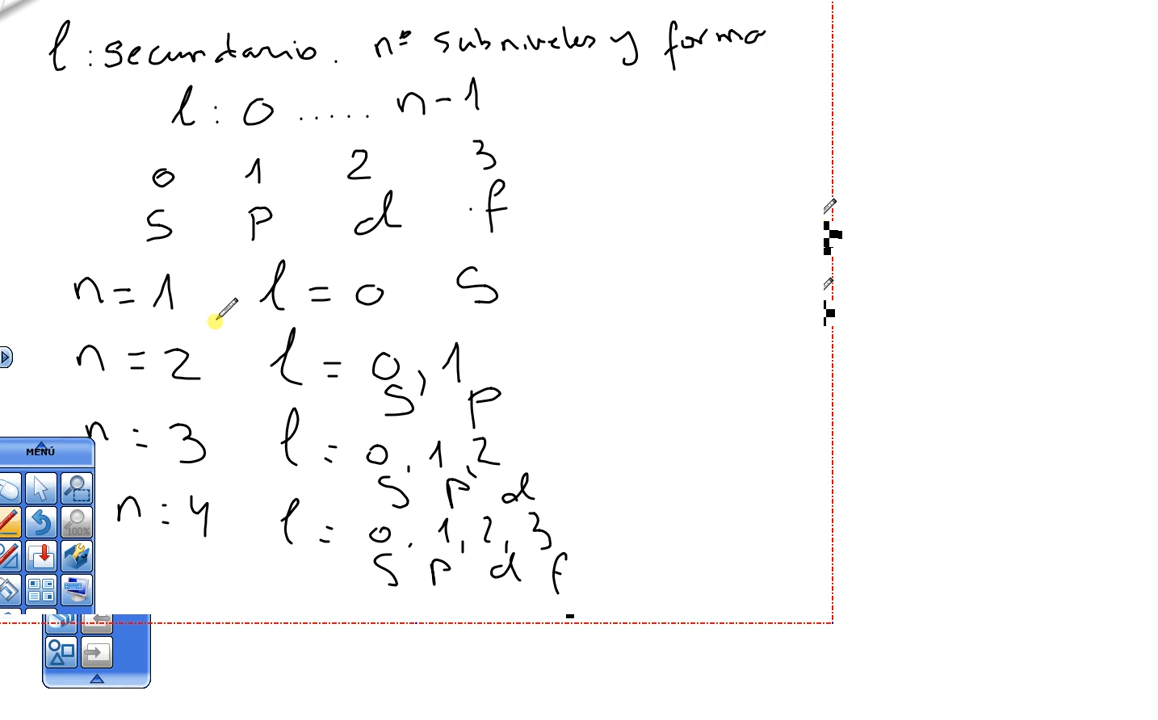 l : secundario. nº subniveles y forma
l : 0 ..... n-1
0 1 2 3
s p d f
n = 1 l = 0 s
n = 2 l = 0, 1
s p
n = 3 l = 0, 1, 2
s p d
n = 4 l = 0, 1, 2, 3
s p d f
MENÚ
100%